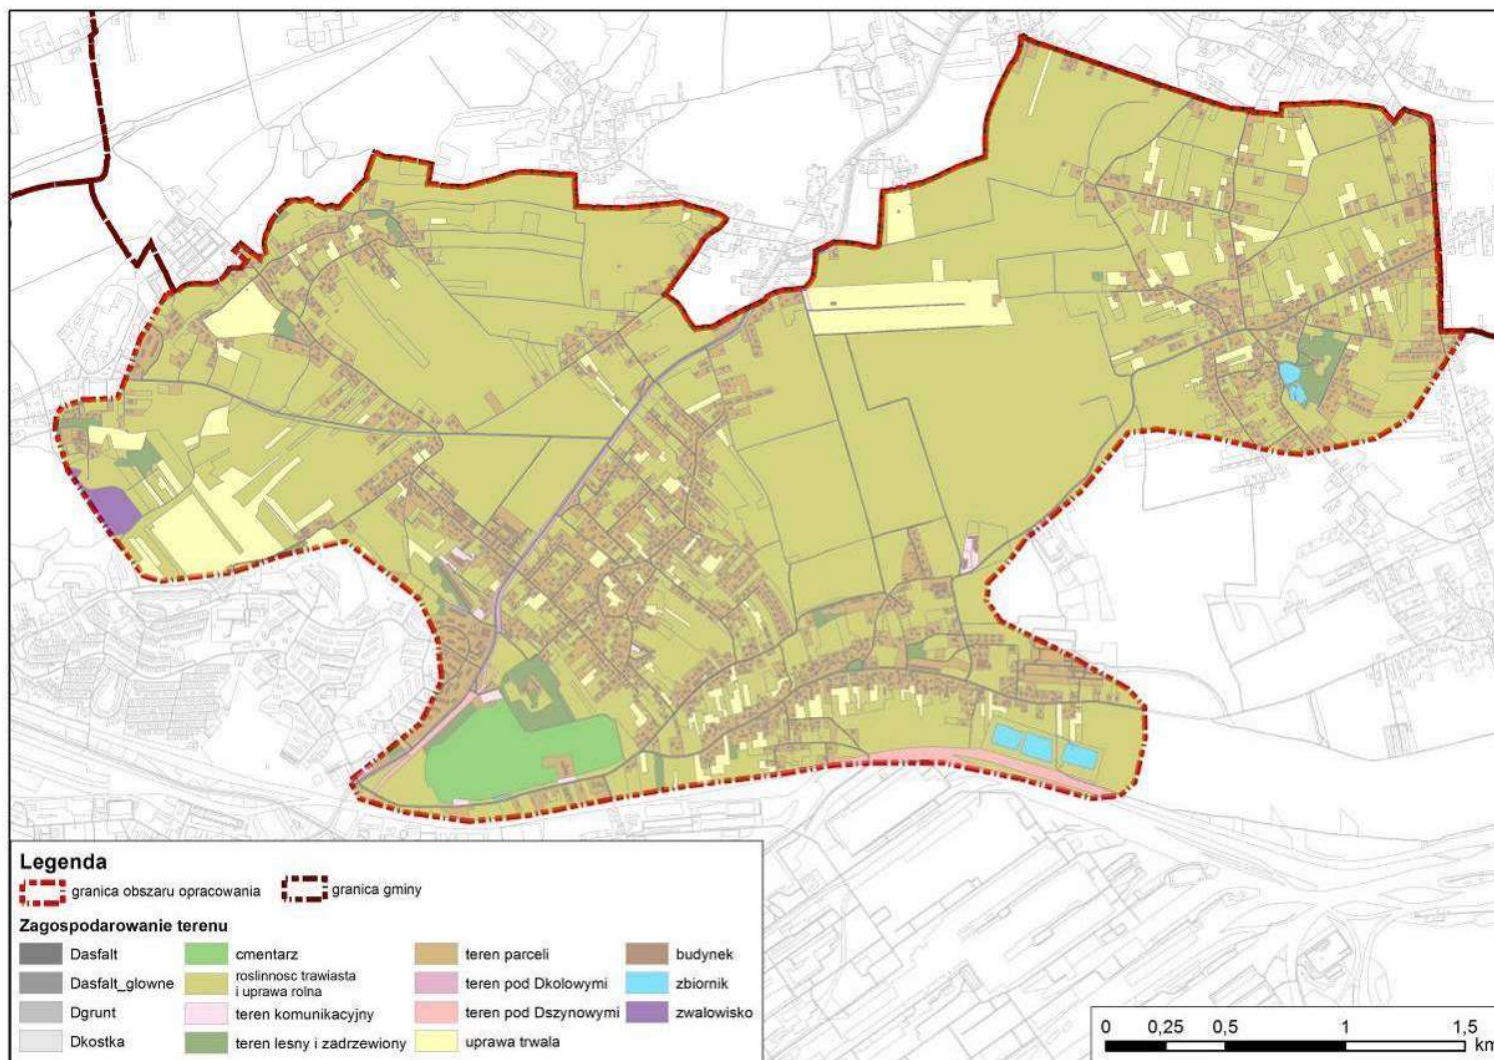 Legenda
granica obszaru opracowania
granica gminy
Zagospodarowanie terenu
Dasfalt
cmentarz
teren parceli
budynek
Dasfalt_glowne
roslinnosc trawiasta
i uprawa rolna
teren pod Dkolowymi
zbiornik
Dgrunt
teren komunikacyjny
teren pod Dszynowymi
zwalowisko
Dkostka
teren lesny i zadrzewiony
uprawa trwala
0 0,25 0,5 1 1,5
km